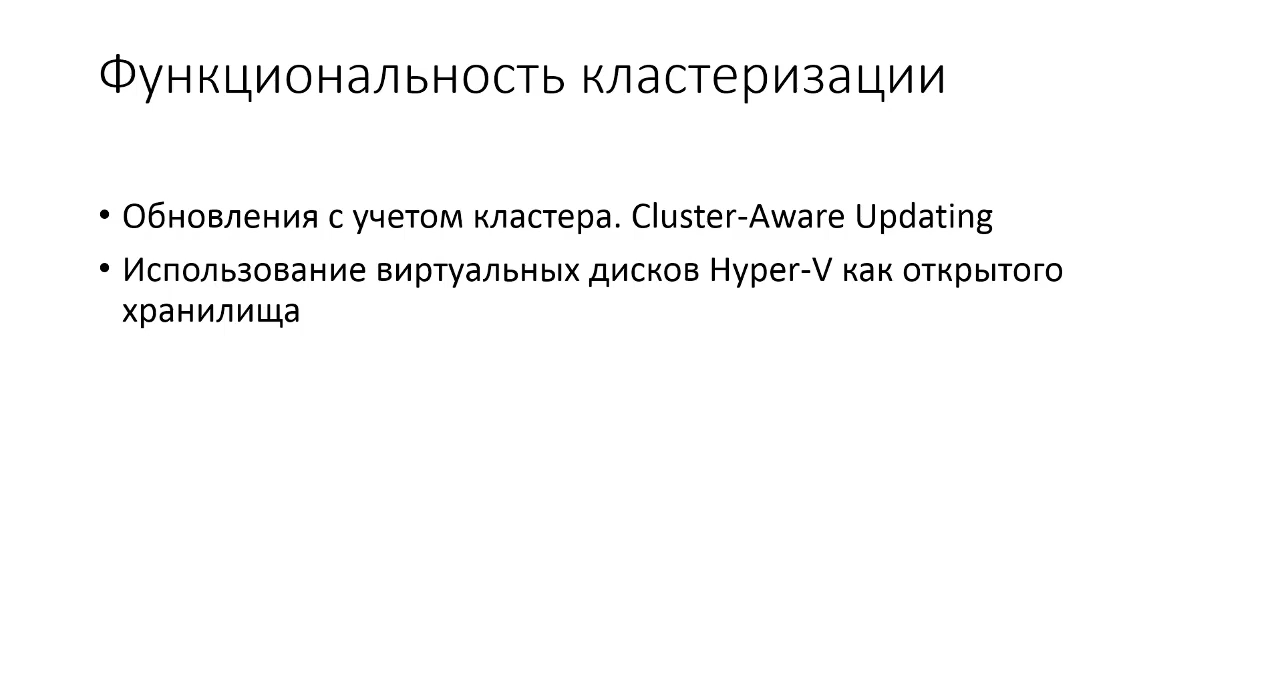 Функциональность кластеризации
• Обновления с учетом кластера. Cluster-Aware Updating
• Использование виртуальных дисков Hyper-V как открытого
хранилища